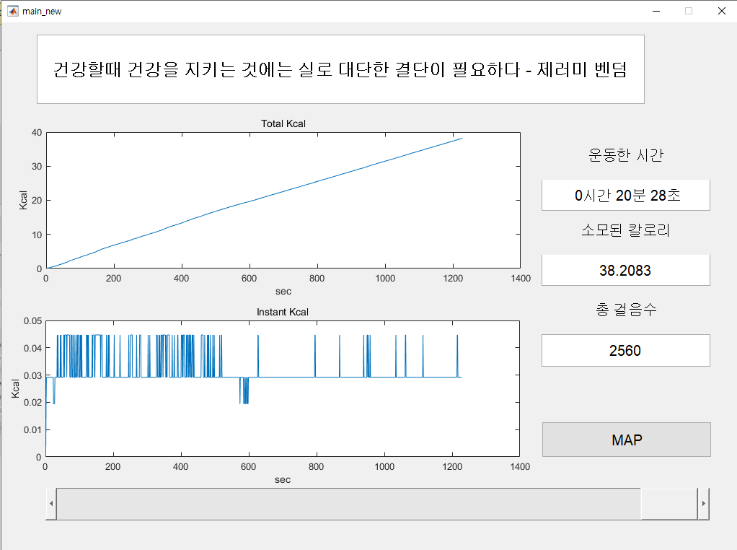 main_new
건강할때 건강을 지키는 것에는 실로 대단한 결단이 필요하다 - 제러미 벤덤
Total Kcal
40
30
20
10
0
Kcal
0 200 400 600 800 1000 1200 1400
sec
운동한 시간
0시간 20분 28초
소모된 칼로리
38.2083
총 걸음수
2560
Instant Kcal
0.05
0.04
0.03
0.02
0.01
0
Kcal
0 200 400 600 800 1000 1200 1400
sec
MAP